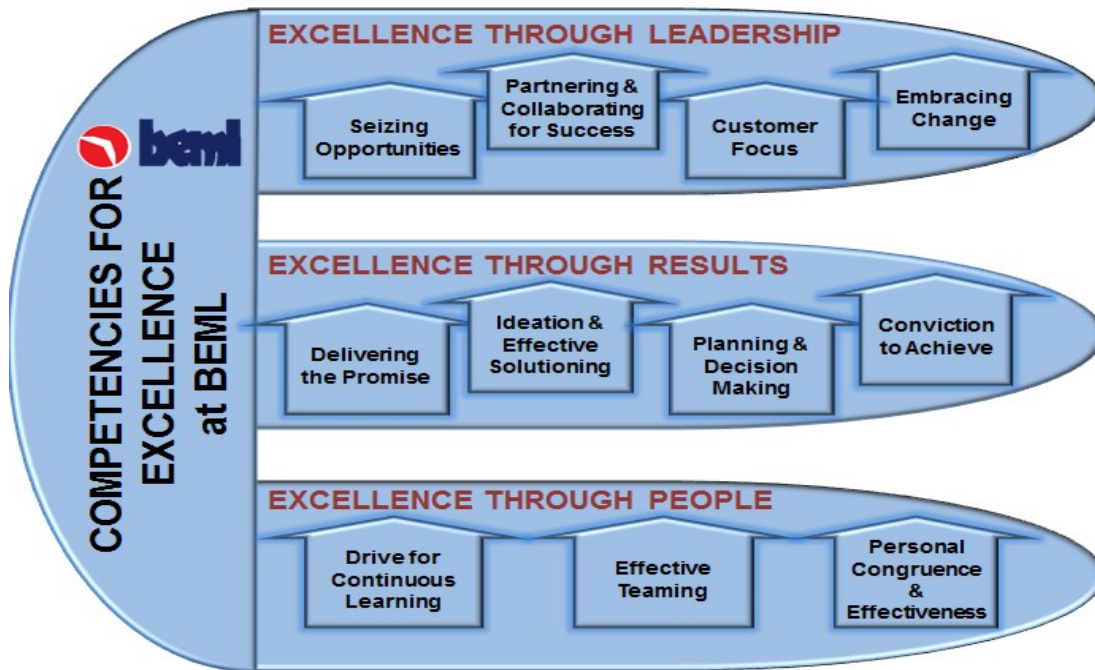 COMPETENCIES FOR
EXCELLENCE
at BEML
beml
EXCELLENCE THROUGH LEADERSHIP
Seizing
Opportunities
Partnering &
Collaborating
for Success
Customer
Focus
Embracing
Change
EXCELLENCE THROUGH RESULTS
Delivering
the Promise
Ideation &
Effective
Solutioning
Planning &
Decision
Making
Conviction
to Achieve
EXCELLENCE THROUGH PEOPLE
Drive for
Continuous
Learning
Effective
Teaming
Personal
Congruence
&
Effectiveness